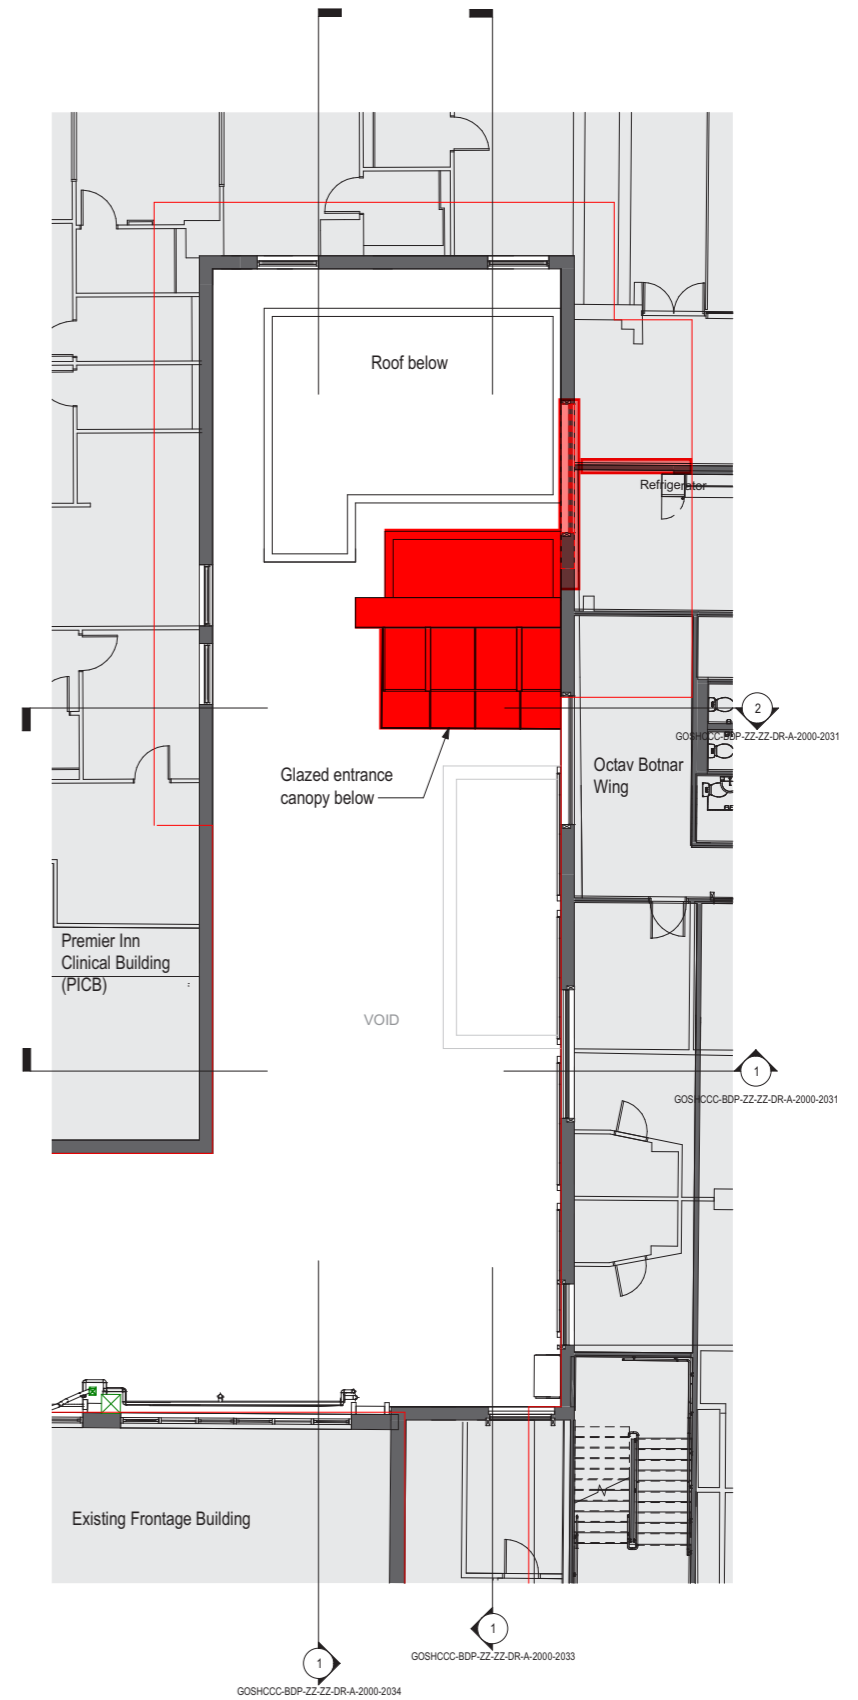 Roof below
Refrigerator
2
GOSHCCC-BDP-ZZ-ZZ-DR-A-2000-2031
Octav Botnar
Wing
Glazed entrance
canopy below
Premier Inn
Clinical Building
(PICB)
VOID
1
GOSHCCC-BDP-ZZ-ZZ-DR-A-2000-2031
Existing Frontage Building
1
GOSHCCC-BDP-ZZ-ZZ-DR-A-2000-2033
1
GOSHCCC-BDP-ZZ-ZZ-DR-A-2000-2034